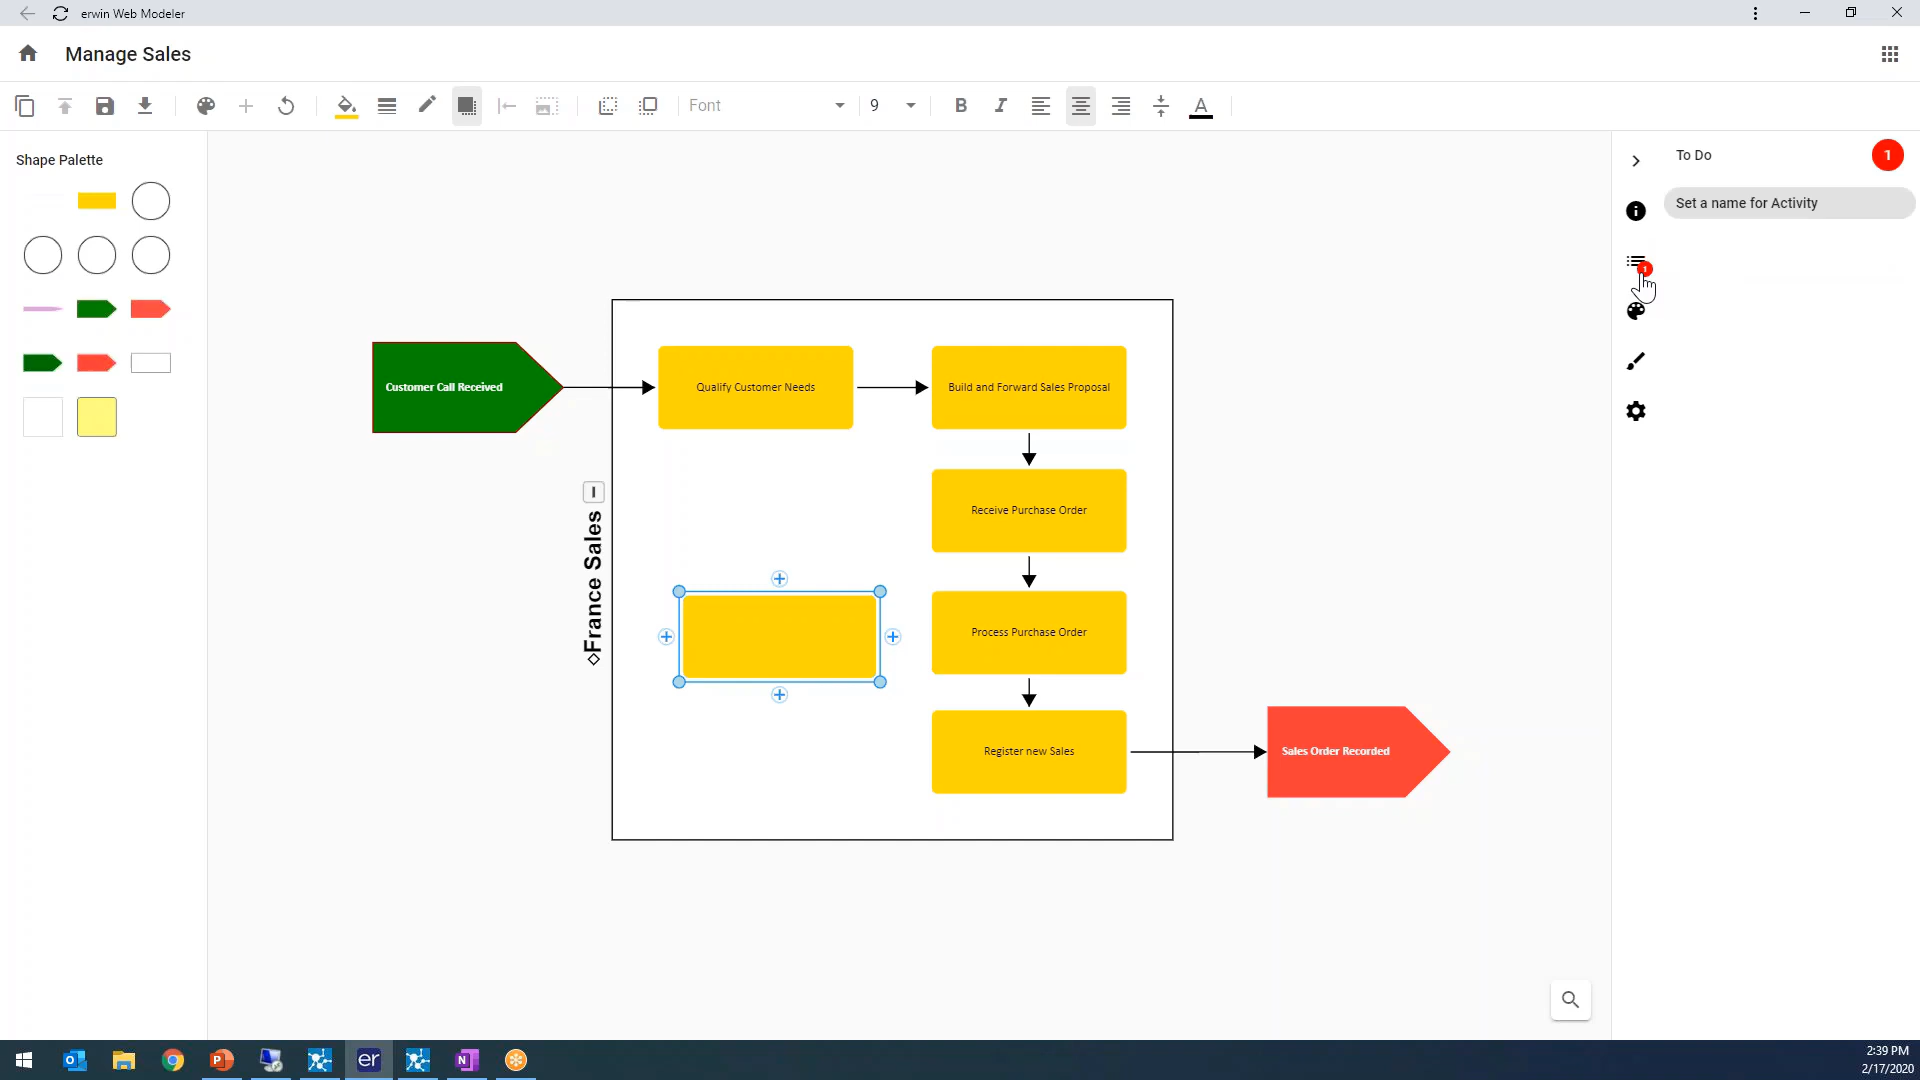 erwin Web Modeler
Manage Sales
Font
9
B
I
A
Shape Palette
To Do
1
Set a name for Activity
1
Customer Call Received
Qualify Customer Needs
Build and Forward Sales Proposal
France Sales
Receive Purchase Order
Process Purchase Order
Register new Sales
Sales Order Recorded
er
2:39 PM
2/17/2020